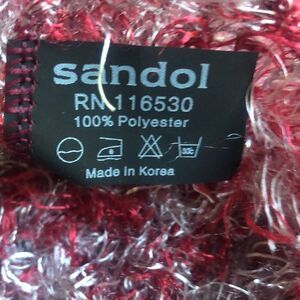 sandol
RN.116530
100% Polyester
Made in Korea